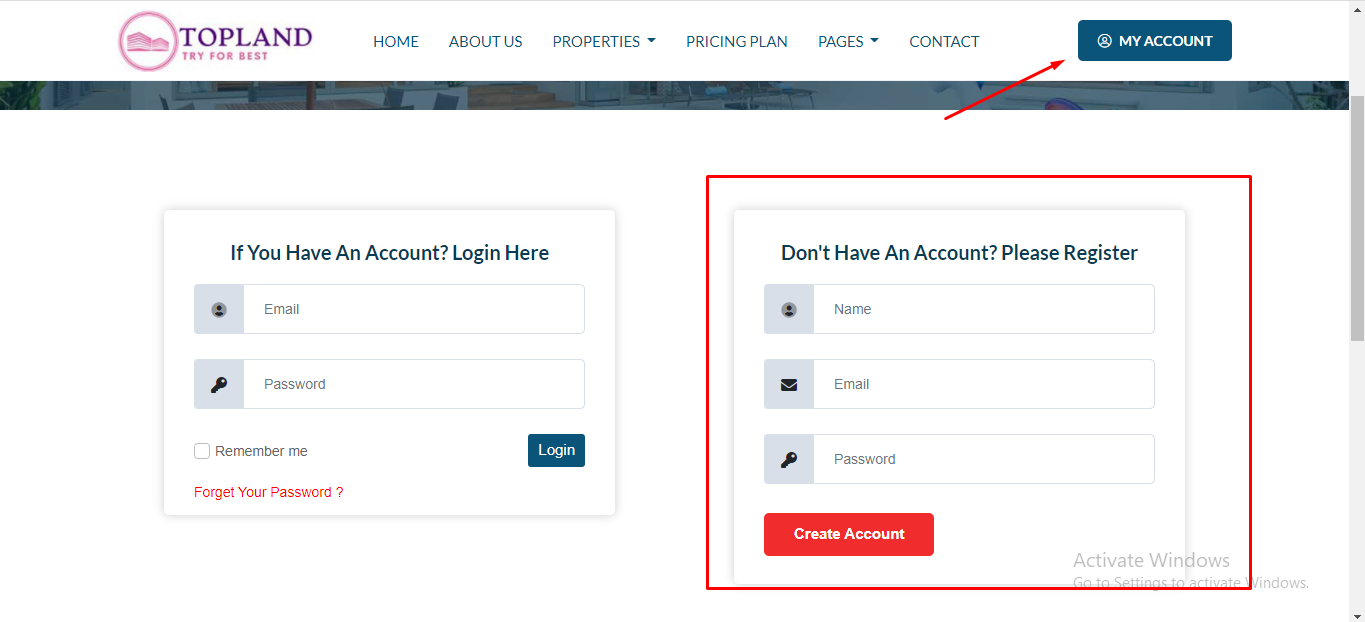 TOPLAND
TRY FOR BEST
HOME ABOUT US PROPERTIES PRICING PLAN PAGES CONTACT MY ACCOUNT
If You Have An Account? Login Here
Email
Password
Remember me Login
Forget Your Password ?
Don't Have An Account? Please Register
Name
Email
Password
Create Account
Activate Windows
Go to Settings to activate Windows.